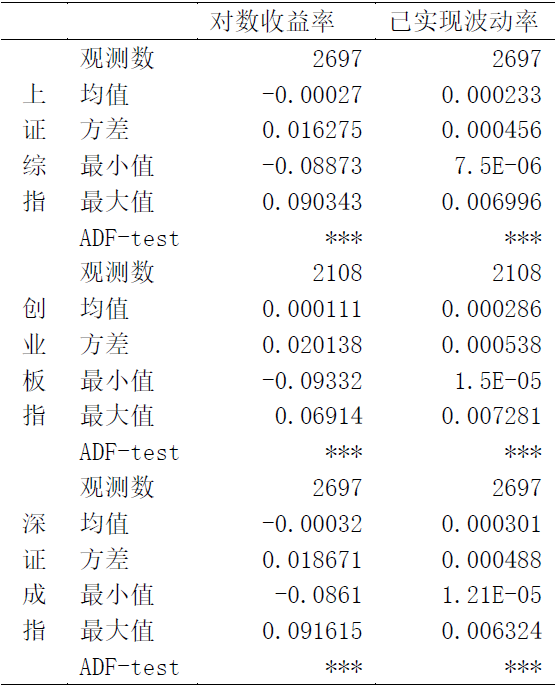 对数收益率 已实现波动率
观测数 2697 2697
上 均值 -0.00027 0.000233
证 方差 0.016275 0.000456
综 最小值 -0.08873 7.5E-06
指 最大值 0.090343 0.006996
ADF-test *** ***
观测数 2108 2108
创 均值 0.000111 0.000286
业 方差 0.020138 0.000538
板 最小值 -0.09332 1.5E-05
指 最大值 0.06914 0.007281
ADF-test *** ***
观测数 2697 2697
深 均值 -0.00032 0.000301
证 方差 0.018671 0.000488
成 最小值 -0.0861 1.21E-05
指 最大值 0.091615 0.006324
ADF-test *** ***